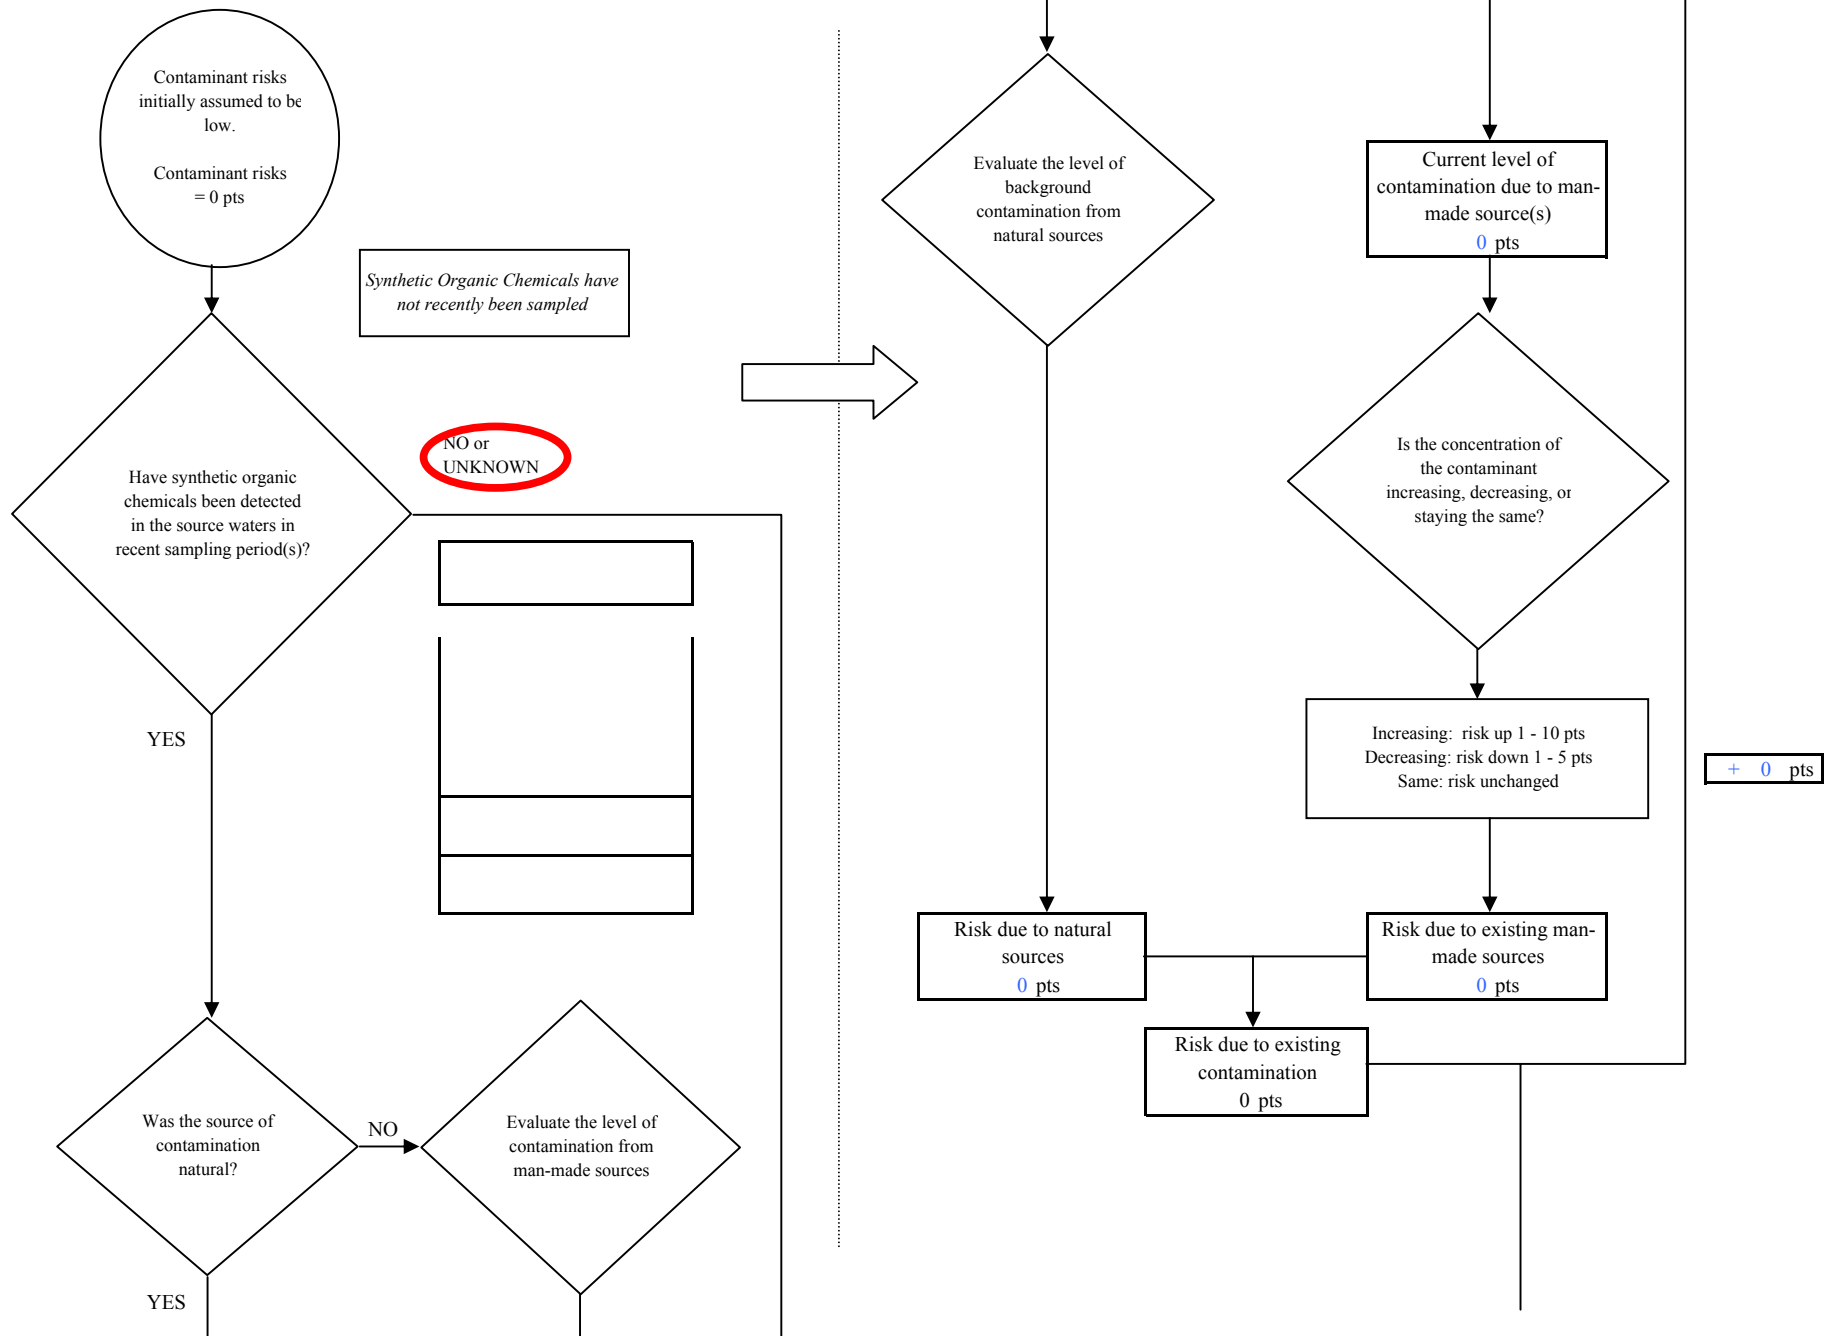 Contaminant risks
initially assumed to be
low.
Contaminant risks
= 0 pts
Synthetic Organic Chemicals have
not recently been sampled
NO or
UNKNOWN
Have synthetic organic
chemicals been detected
in the source waters in
recent sampling period(s)?
YES
Was the source of
contamination
natural?
NO
Evaluate the level of
contamination from
man-made sources
YES
Evaluate the level of
background
contamination from
natural sources
Current level of
contamination due to man-
made source(s)
0 pts
Is the concentration of
the contaminant
increasing, decreasing, or
staying the same?
Increasing: risk up 1 - 10 pts
Decreasing: risk down 1 - 5 pts
Same: risk unchanged
+ 0 pts
Risk due to natural
sources
0 pts
Risk due to existing man-
made sources
0 pts
Risk due to existing
contamination
0 pts